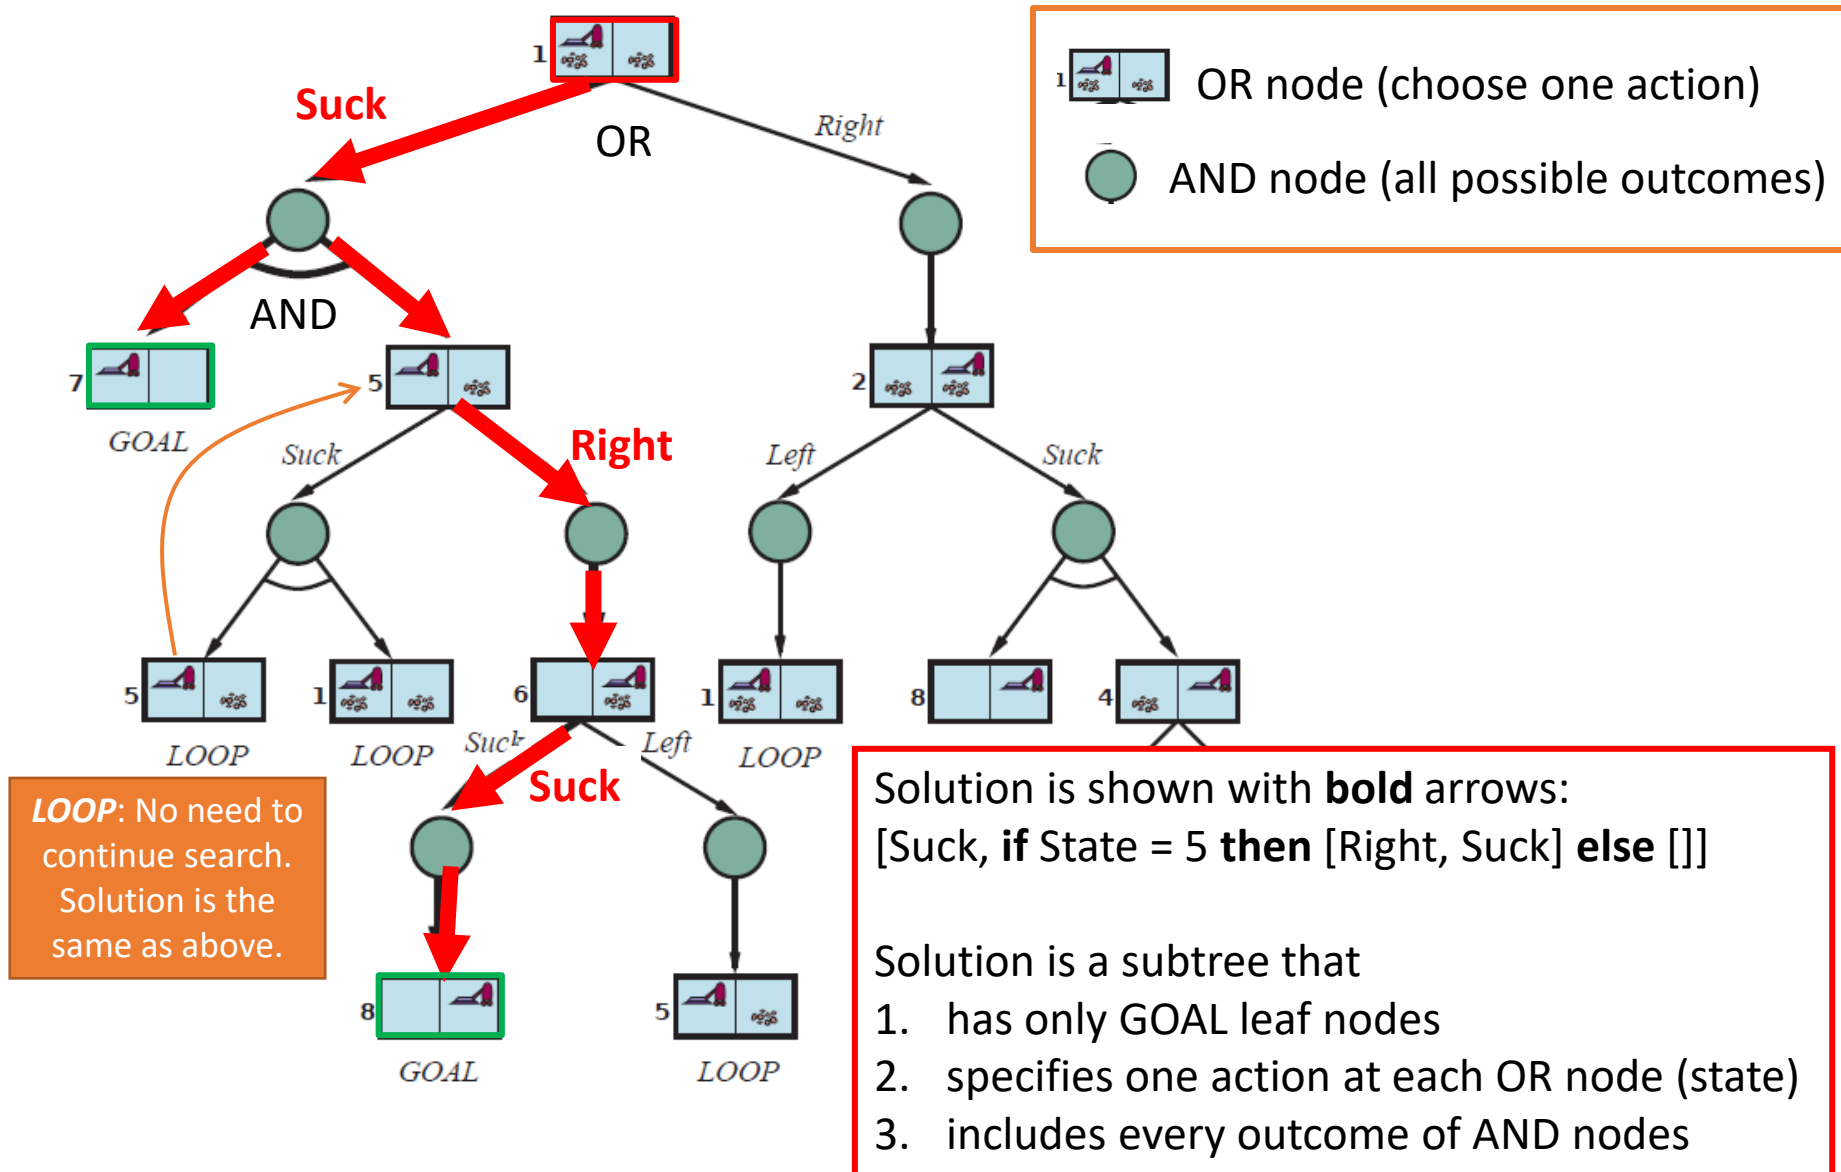 1
Suck
OR
Right
1
OR node (choose one action)
AND node (all possible outcomes)
AND
7
GOAL
5
2
Suck
Right
Left
Suck
5
LOOP
1
LOOP
6
1
LOOP
8
4
Suck
Left
Suck
LOOP: No need to
continue search.
Solution is the
same as above.
8
GOAL
5
LOOP
Solution is shown with bold arrows:
[Suck, if State = 5 then [Right, Suck] else []]
Solution is a subtree that
1. has only GOAL leaf nodes
2. specifies one action at each OR node (state)
3. includes every outcome of AND nodes